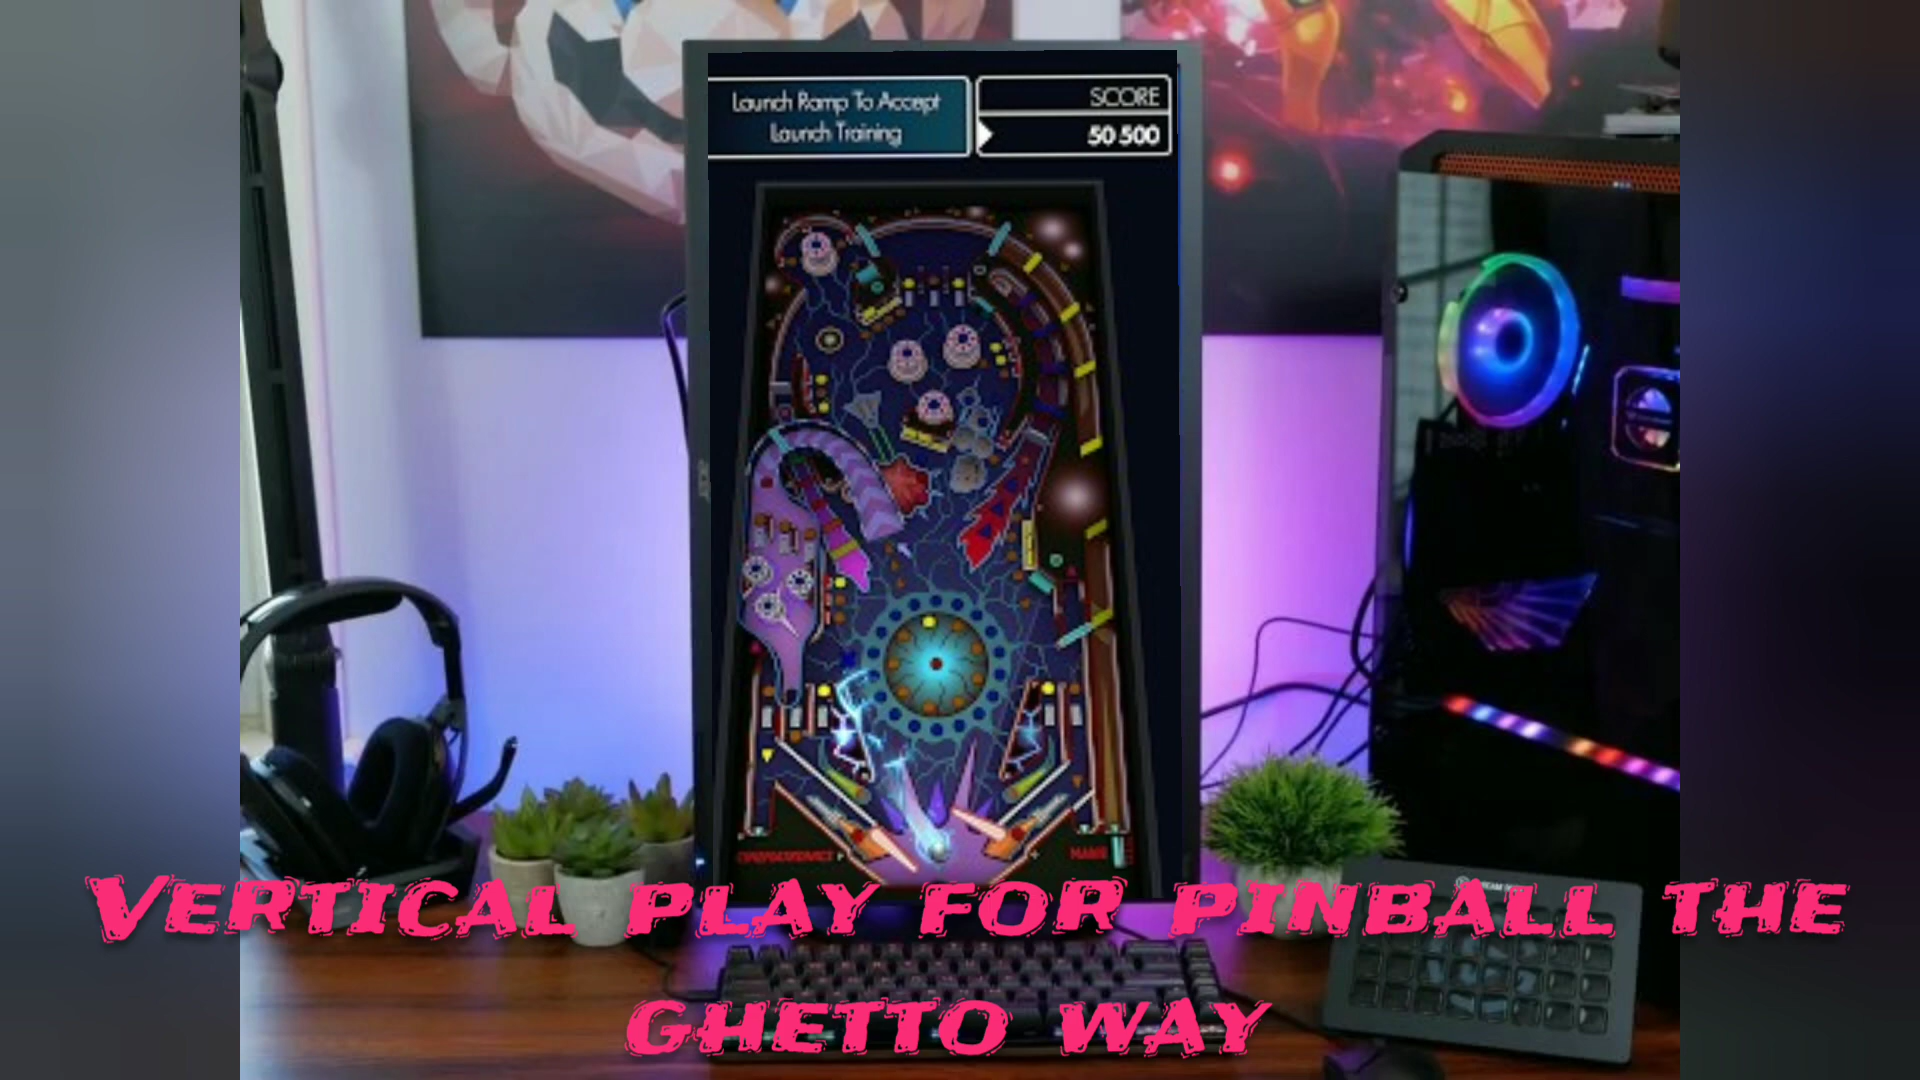 Launch Ramp To Accept
Launch Training
SCORE
50 500
VERTICAL PLAY FOR PINBALL THE
GHETTO WAY